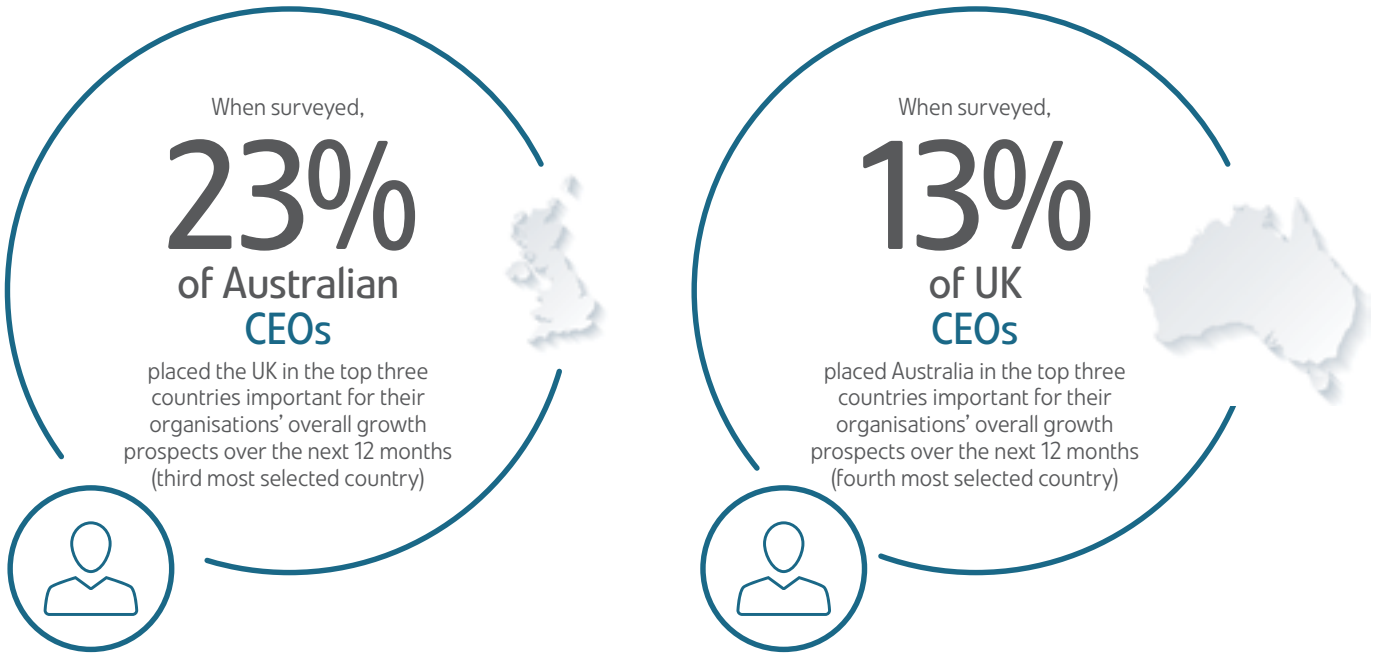 When surveyed,
23%
of Australian
CEOs
placed the UK in the top three
countries important for their
organisations’ overall growth
prospects over the next 12 months
(third most selected country)
When surveyed,
13%
of UK
CEOs
placed Australia in the top three
countries important for their
organisations’ overall growth
prospects over the next 12 months
(fourth most selected country)